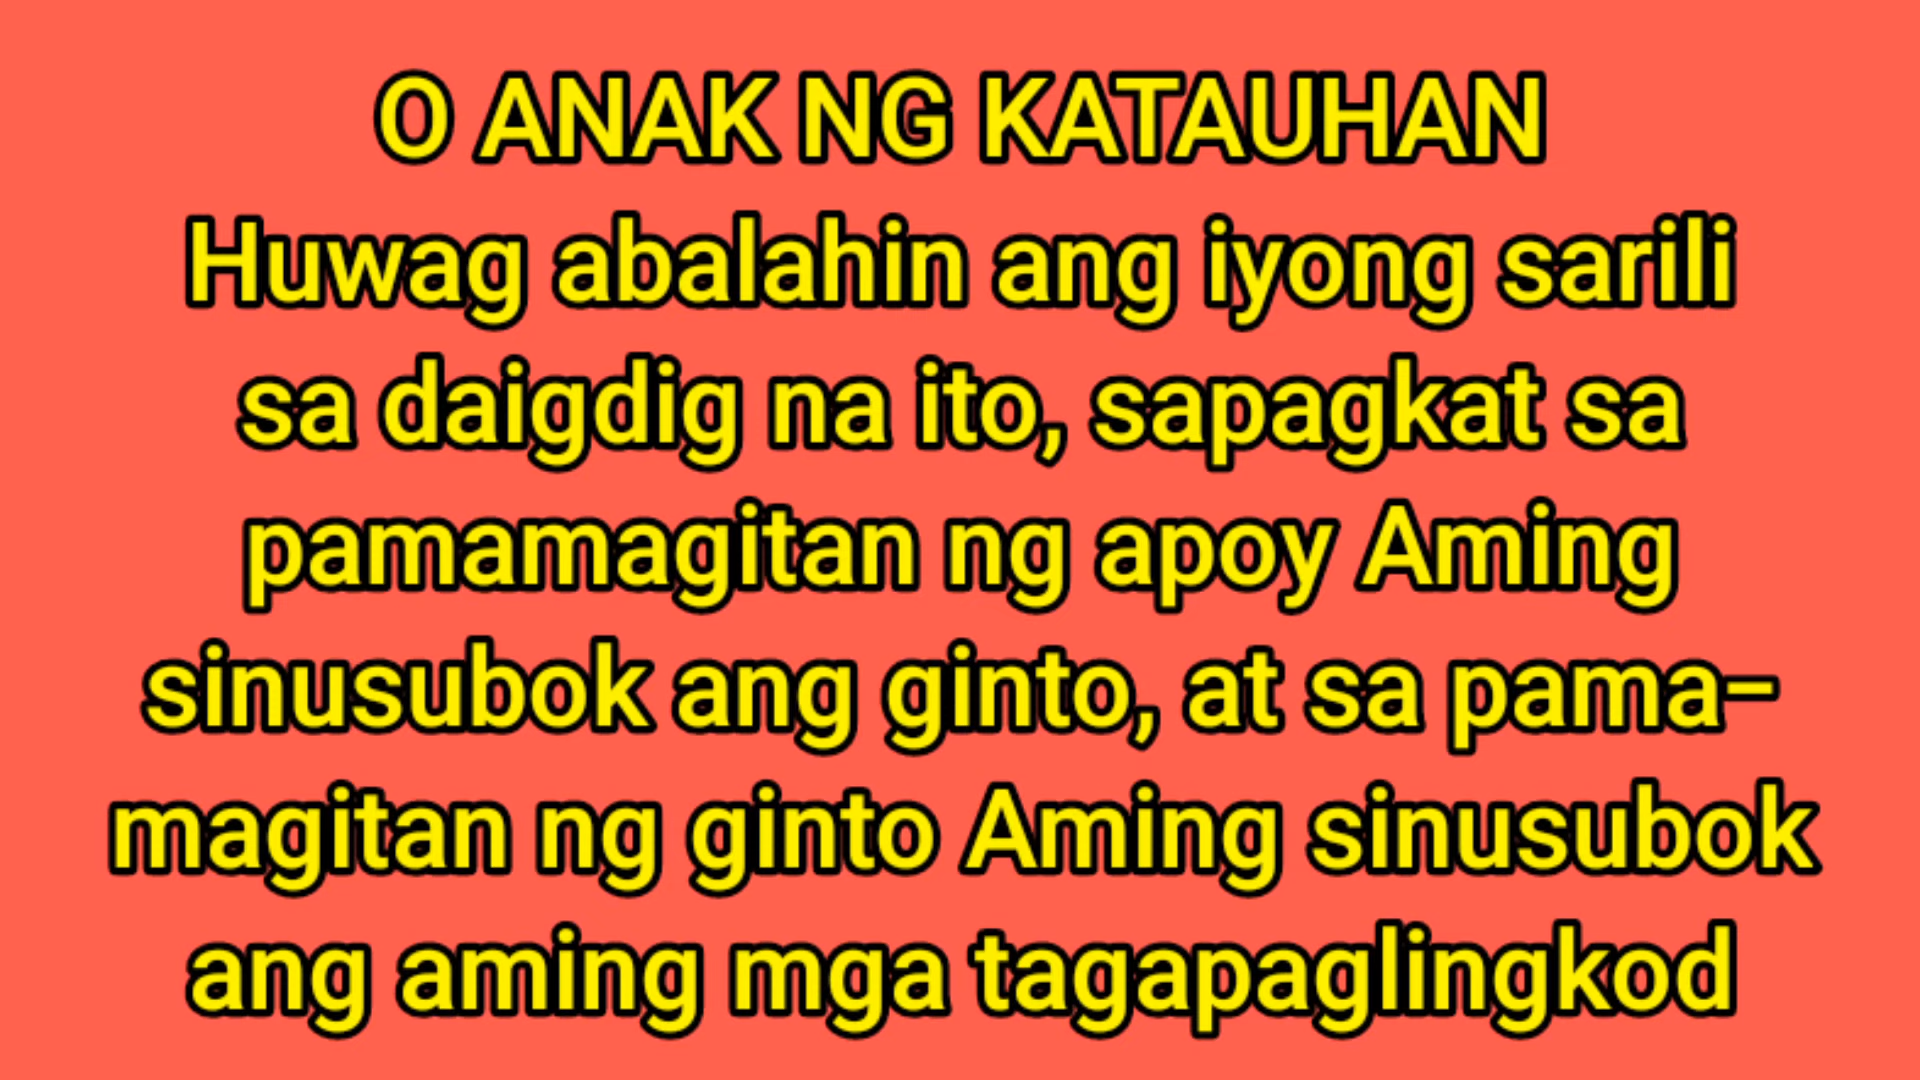 O ANAK NG KATAUHAN
Huwag abalahin ang iyong sarili
sa daigdig na ito, sapagkat sa
pamamagitan ng apoy Aming
sinusubok ang ginto, at sa pama-
magitan ng ginto Aming sinusubok
ang aming mga tagapaglingkod